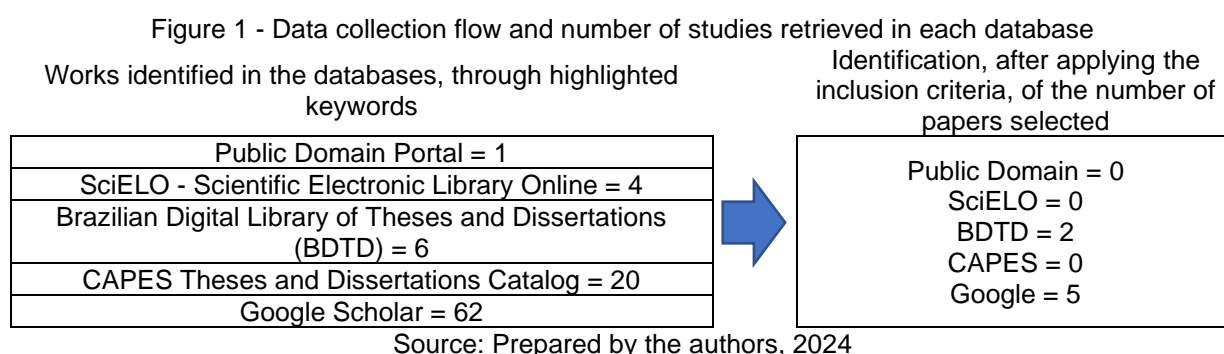 Figure 1 - Data collection flow and number of studies retrieved in each database
Works identified in the databases, through highlighted
keywords
Public Domain Portal = 1
SciELO - Scientific Electronic Library Online = 4
Brazilian Digital Library of Theses and Dissertations
(BDTD) = 6
CAPES Theses and Dissertations Catalog = 20
Google Scholar = 62
Identification, after applying the
inclusion criteria, of the number of
papers selected
Public Domain = 0
SciELO = 0
BDTD = 2
CAPES = 0
Google = 5
Source: Prepared by the authors, 2024